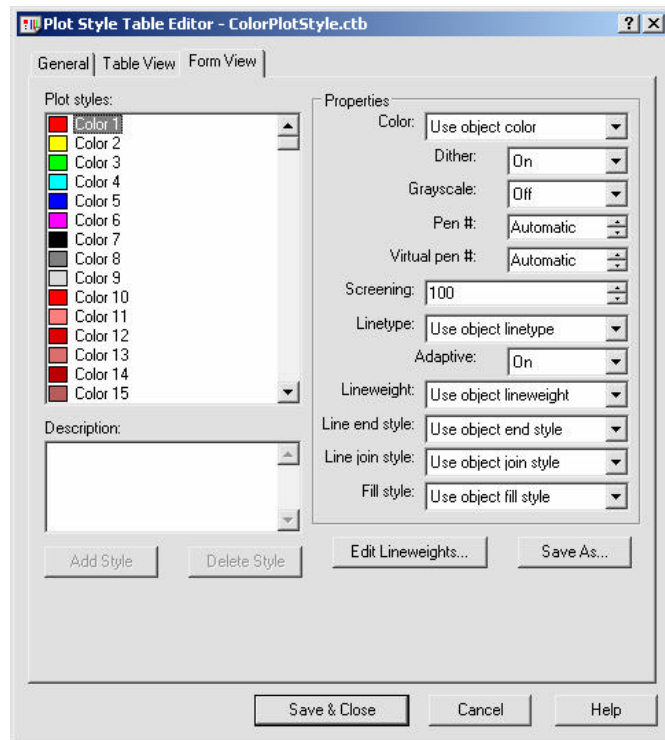 Plot Style Table Editor - ColorPlotStyle.ctb
General Table View Form View
Plot styles:
Color 1
Color 2
Color 3
Color 4
Color 5
Color 6
Color 7
Color 8
Color 9
Color 10
Color 11
Color 12
Color 13
Color 14
Color 15
Description:
Add Style Delete Style
Properties
Color: Use object color
Dither: On
Grayscale: Off
Pen #: Automatic
Virtual pen #: Automatic
Screening: 100
Linetype: Use object linetype
Adaptive: On
Lineweight: Use object lineweight
Line end style: Use object end style
Line join style: Use object join style
Fill style: Use object fill style
Edit Lineweights... Save As...
Save & Close Cancel Help